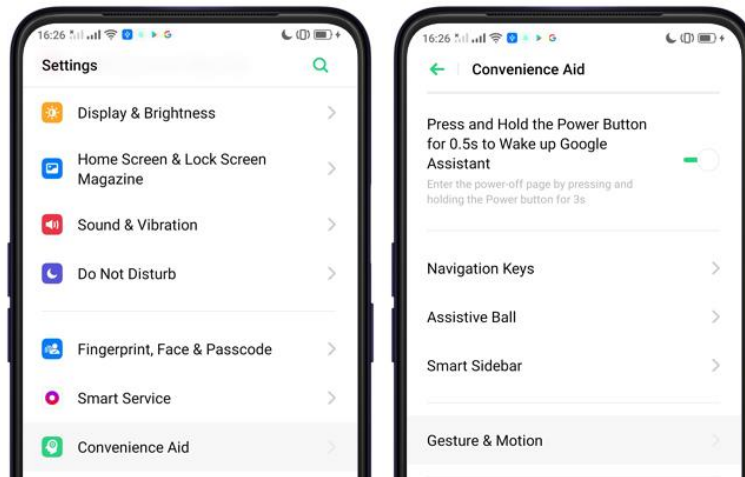 16:26
Settings
Display & Brightness
Home Screen & Lock Screen
Magazine
Sound & Vibration
Do Not Disturb
Fingerprint, Face & Passcode
Smart Service
Convenience Aid
16:26
Convenience Aid
Press and Hold the Power Button
for 0.5s to Wake up Google
Assistant
Enter the power-off page by pressing and
holding the Power button for 3s
Navigation Keys
Assistive Ball
Smart Sidebar
Gesture & Motion